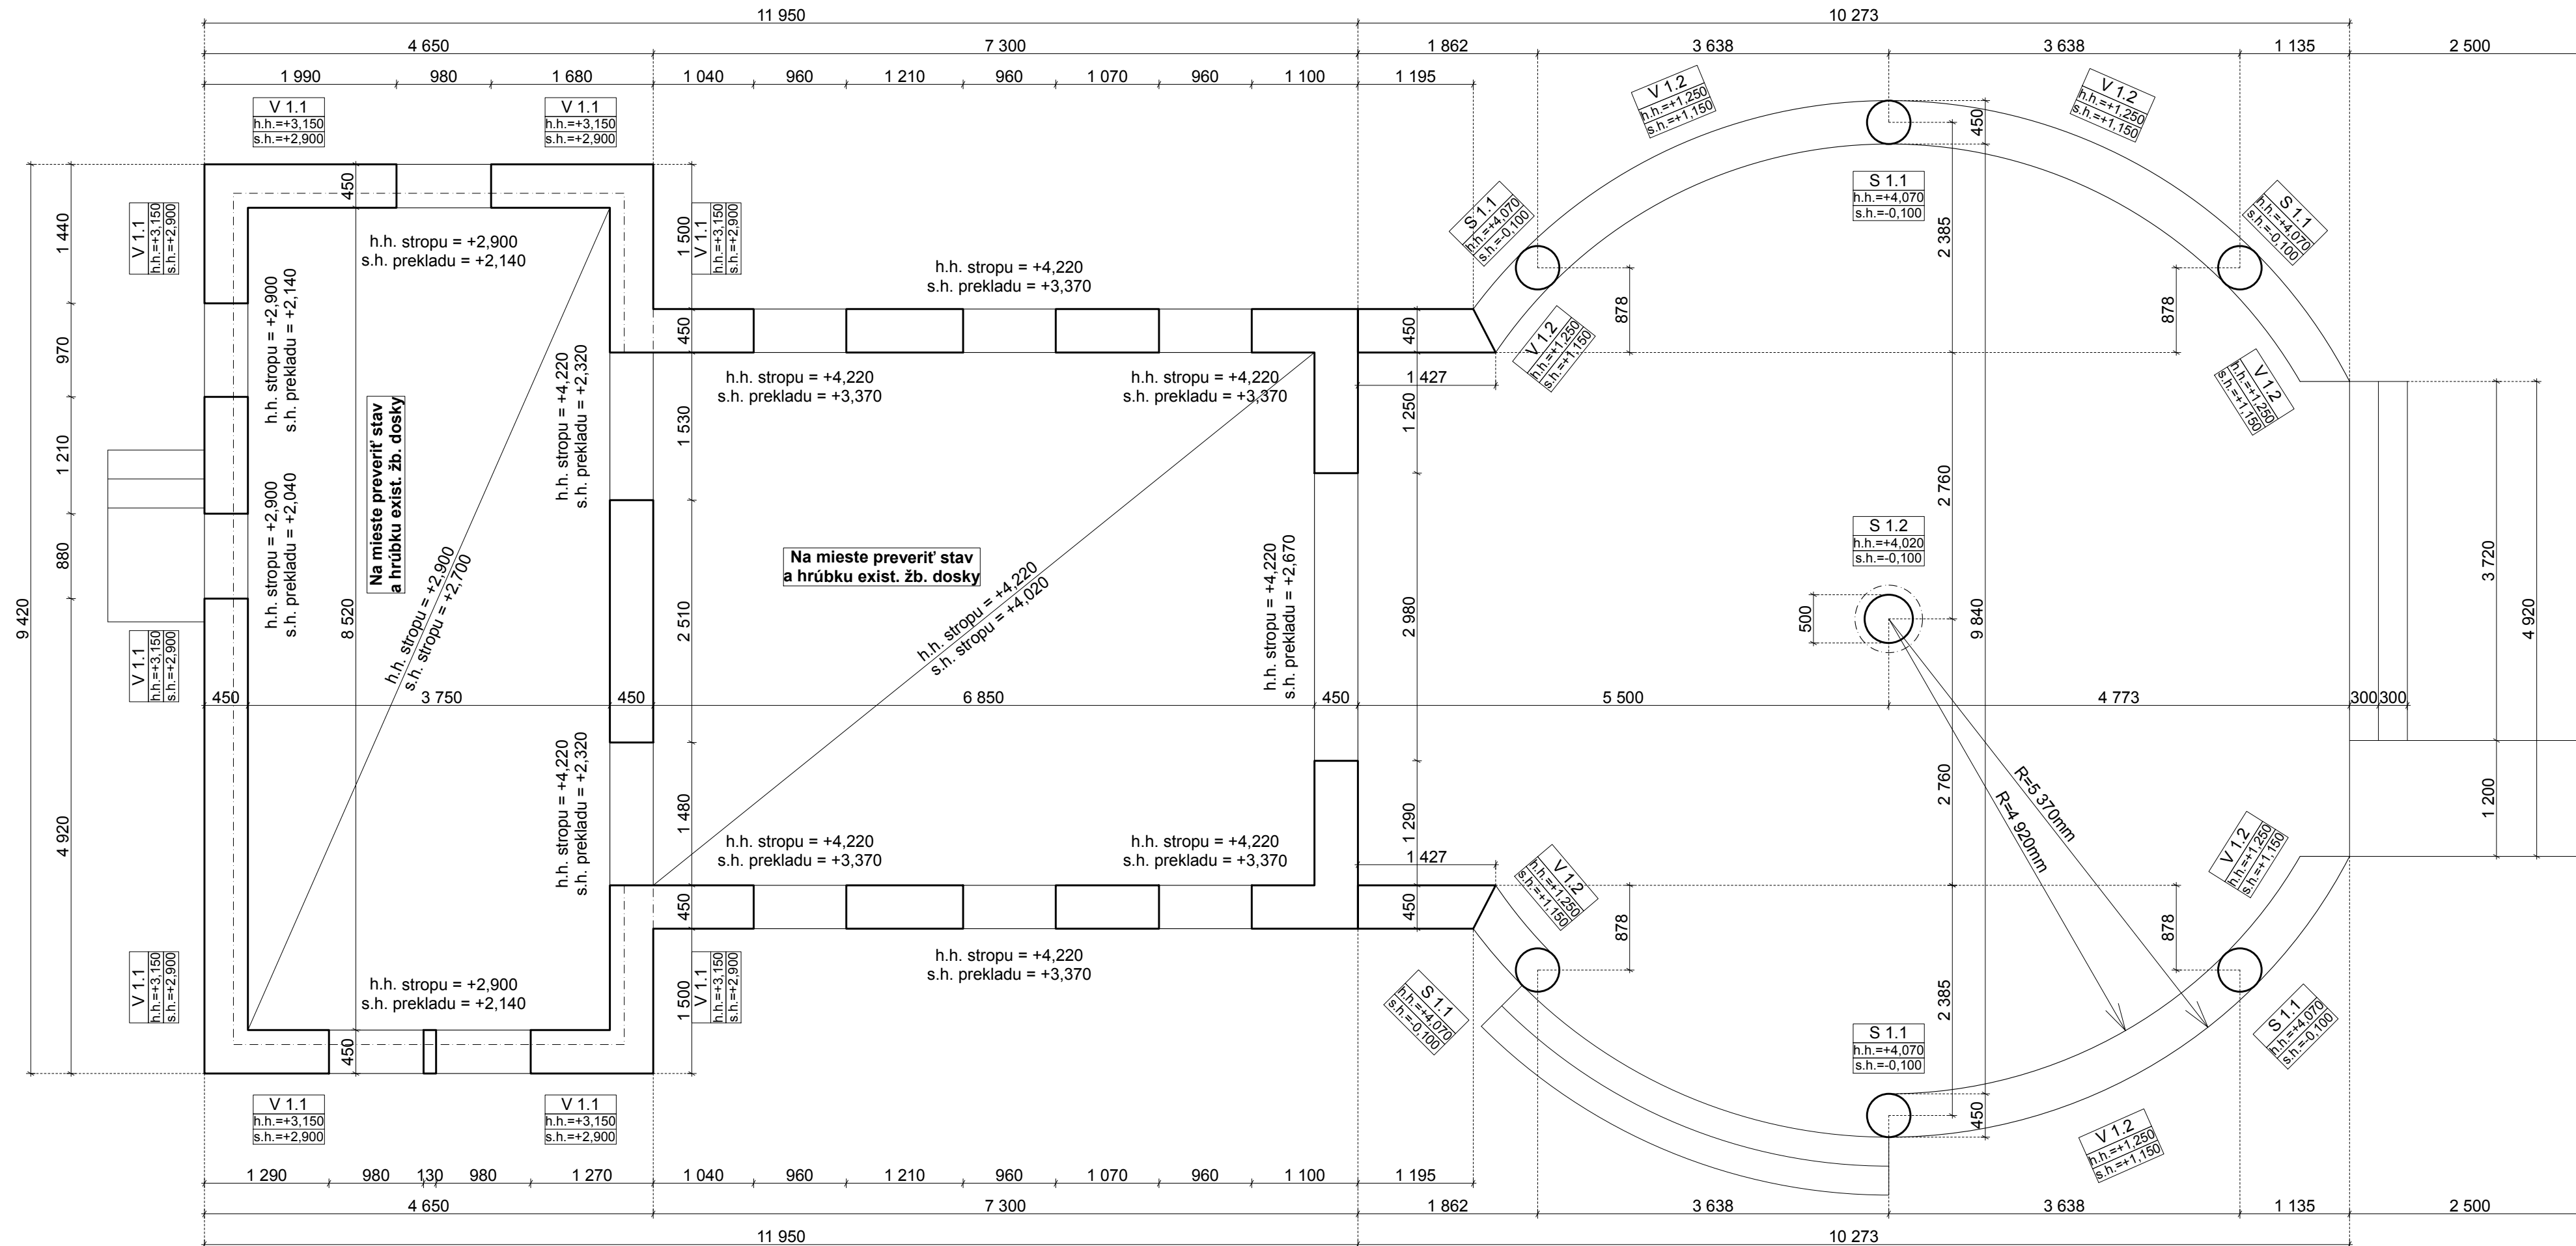 11 950
10 273
4 650
7 300
1 862
3 638
3 638
1 135
2 500
1 990
980
1 680
1 040
960
1 210
960
1 070
960
1 100
1 195
V 1.1
h.h.=+3,150
s.h.=+2,900
V 1.1
h.h.=+3,150
s.h.=+2,900
V 1.2
h.h.=+1,250
s.h.=+1,150
V 1.2
h.h.=+1,250
s.h.=+1,150
450
450
V 1.1
h.h.=+3,150
s.h.=+2,900
V 1.1
h.h.=+3,150
s.h.=+2,900
S 1.1
h.h.=+4,070
s.h.=-0,100
S 1.1
h.h.=+4,070
s.h.=-0,100
S 1.1
h.h.=+4,070
s.h.=-0,100
1 440
1 500
2 385
h.h. stropu = +2,900
s.h. prekladu = +2,140
h.h. stropu = +4,220
s.h. prekladu = +3,370
h.h. stropu = +2,900
s.h. prekladu = +2,140
970
450
450
878
878
V 1.2
h.h.=+1,250
s.h.=+1,150
V 1.2
h.h.=+1,250
s.h.=+1,150
h.h. stropu = +4,220
s.h. prekladu = +2,320
h.h. stropu = +4,220
s.h. prekladu = +3,370
h.h. stropu = +4,220
s.h. prekladu = +3,370
1 427
1 530
1 250
1 210
Na mieste preveriť stav
a hrúbku exist. žb. dosky
2 760
h.h. stropu = +2,900
s.h. prekladu = +2,040
880
Na mieste preveriť stav
a hrúbku exist. žb. dosky
S 1.2
h.h.=+4,020
s.h.=-0,100
3 720
9 420
8 520
h.h. stropu = +2,900
s.h. stropu = +2,700
2 510
h.h. stropu = +4,220
s.h. stropu = +4,020
h.h. stropu = +4,220
s.h. prekladu = +2,670
2 980
500
9 840
4 920
V 1.1
h.h.=+3,150
s.h.=+2,900
450
3 750
450
6 850
450
5 500
4 773
300
300
h.h. stropu = +4,220
s.h. prekladu = +2,320
1 480
1 290
2 760
R=5 370mm
R=4 920mm
1 200
4 920
h.h. stropu = +4,220
s.h. prekladu = +3,370
h.h. stropu = +4,220
s.h. prekladu = +3,370
1 427
V 1.2
h.h.=+1,250
s.h.=+1,150
V 1.2
h.h.=+1,250
s.h.=+1,150
450
450
878
878
h.h. stropu = +4,220
s.h. prekladu = +3,370
V 1.1
h.h.=+3,150
s.h.=+2,900
h.h. stropu = +2,900
s.h. prekladu = +2,140
1 500
V 1.1
h.h.=+3,150
s.h.=+2,900
2 385
S 1.1
h.h.=+4,070
s.h.=-0,100
S 1.1
h.h.=+4,070
s.h.=-0,100
S 1.1
h.h.=+4,070
s.h.=-0,100
450
450
V 1.1
h.h.=+3,150
s.h.=+2,900
V 1.1
h.h.=+3,150
s.h.=+2,900
V 1.2
h.h.=+1,250
s.h.=+1,150
1 290
980
130
980
1 270
1 040
960
1 210
960
1 070
960
1 100
1 195
4 650
7 300
1 862
3 638
3 638
1 135
2 500
11 950
10 273